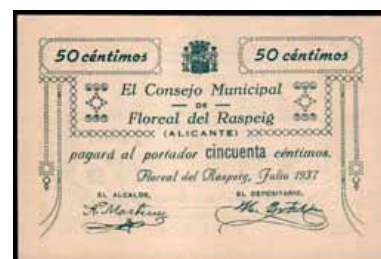 50 céntimos 50 céntimos
El Consejo Municipal
— DE —
Floreal del Raspeig
(ALICANTE)
pagará al portador cincuenta céntimos.
Floreal del Raspeig, Julio 1937
EL ALCALDE, EL DEPOSITARIO,